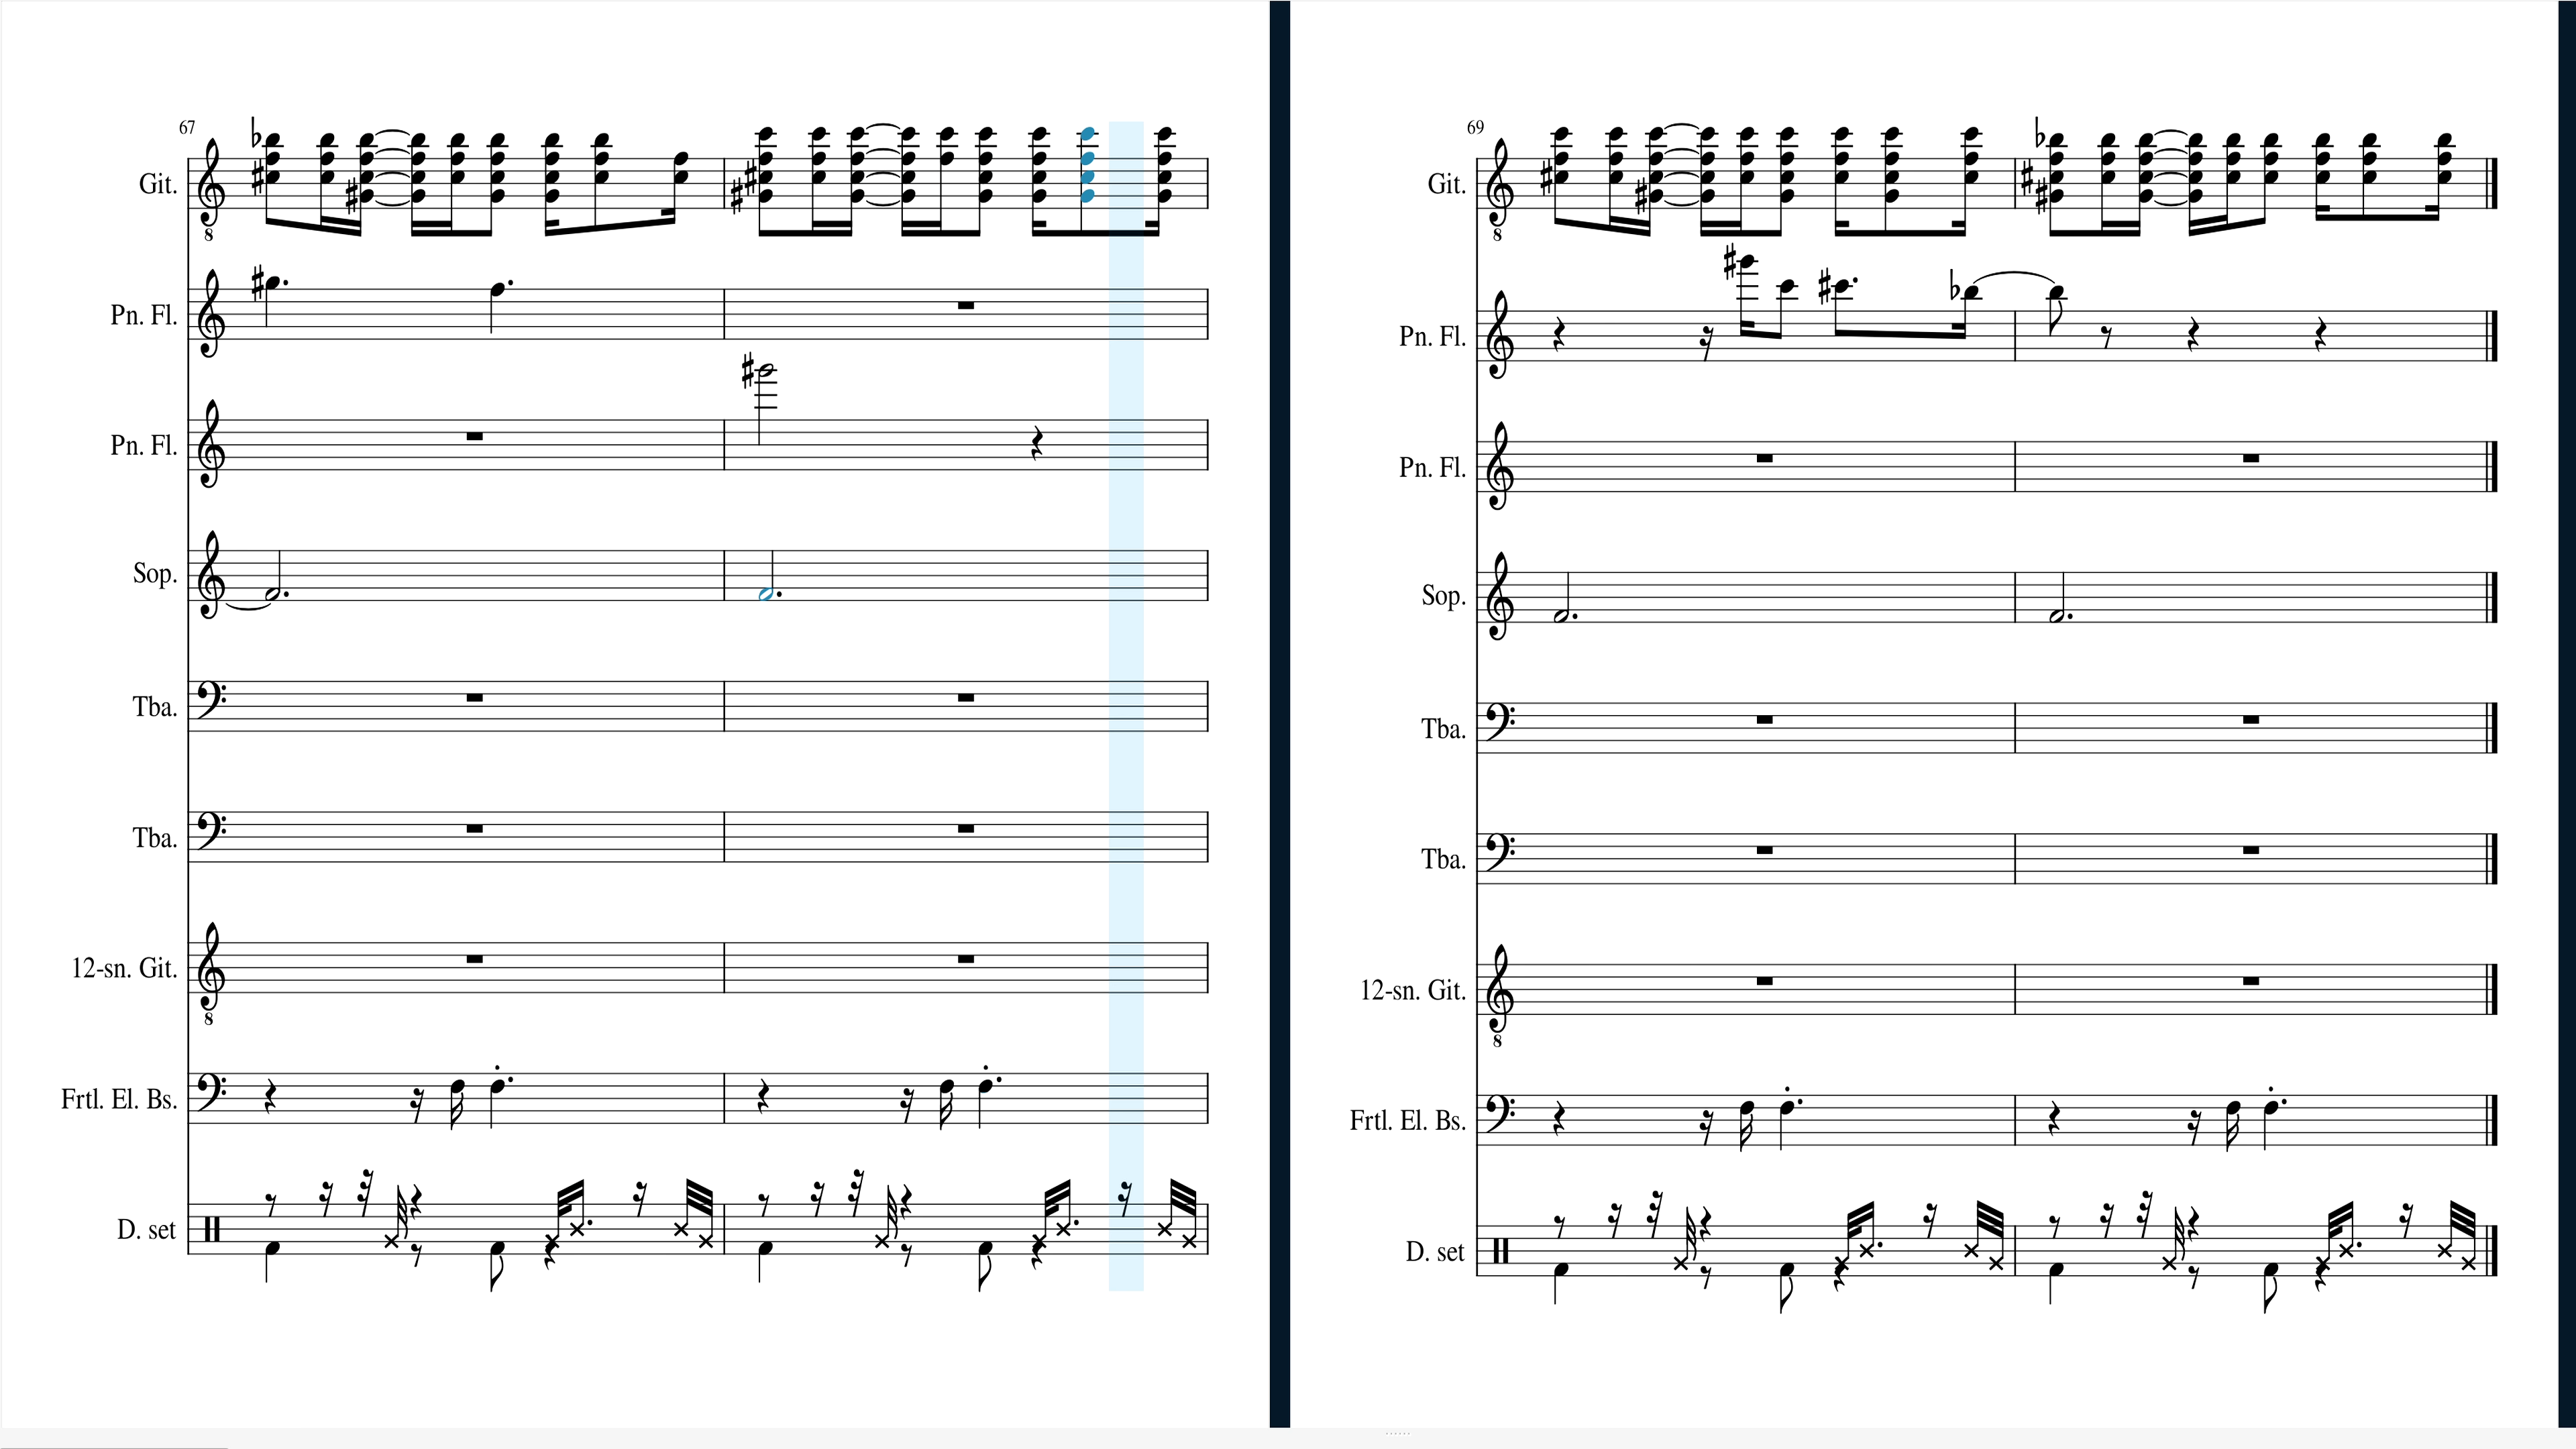 67
Git.
8
Pn. Fl.
Pn. Fl.
Sop.
Tba.
Tba.
12-sn. Git.
8
Frtl. El. Bs.
D. set
69
Git.
8
Pn. Fl.
Pn. Fl.
Sop.
Tba.
Tba.
12-sn. Git.
8
Frtl. El. Bs.
D. set